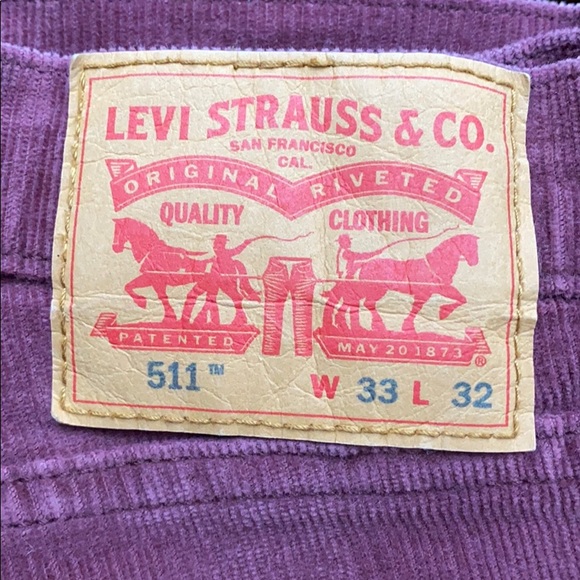 LEVI STRAUSS & CO.
SAN FRANCISCO
CAL.
ORIGINAL RIVETED
QUALITY CLOTHING
PATENTED MAY 20 1873 ®
511™ W 33 L 32